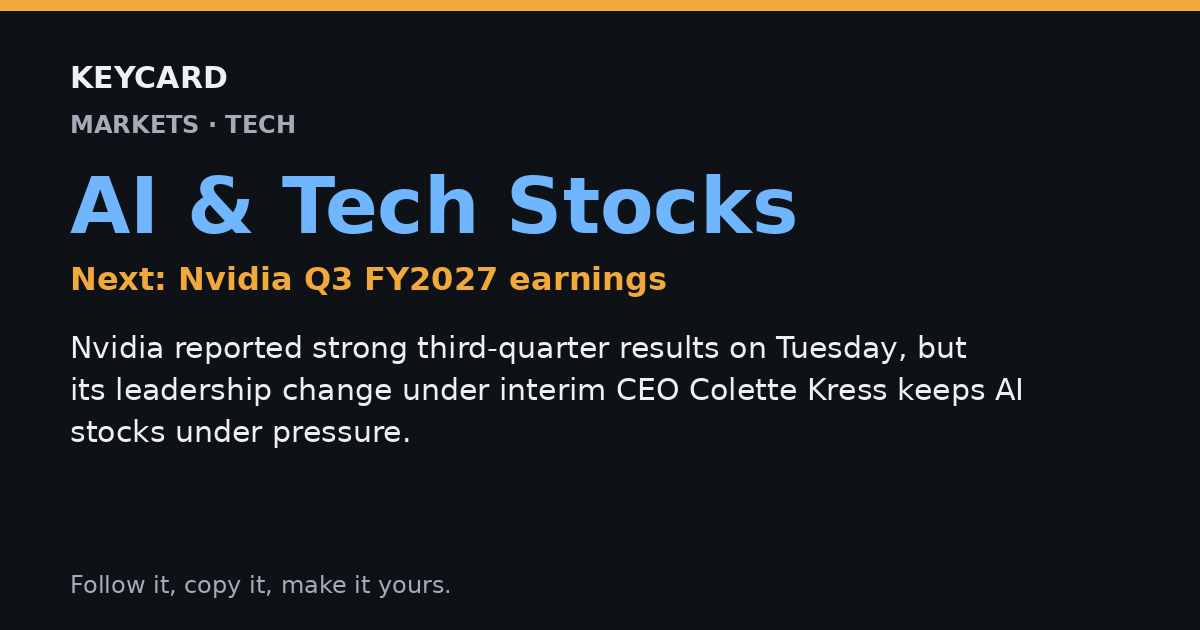 KEYCARD
MARKETS · TECH
AI & Tech Stocks
Next: Nvidia Q3 FY2027 earnings
Nvidia reported strong third-quarter results on Tuesday, but
its leadership change under interim CEO Colette Kress keeps AI
stocks under pressure.
Follow it, copy it, make it yours.